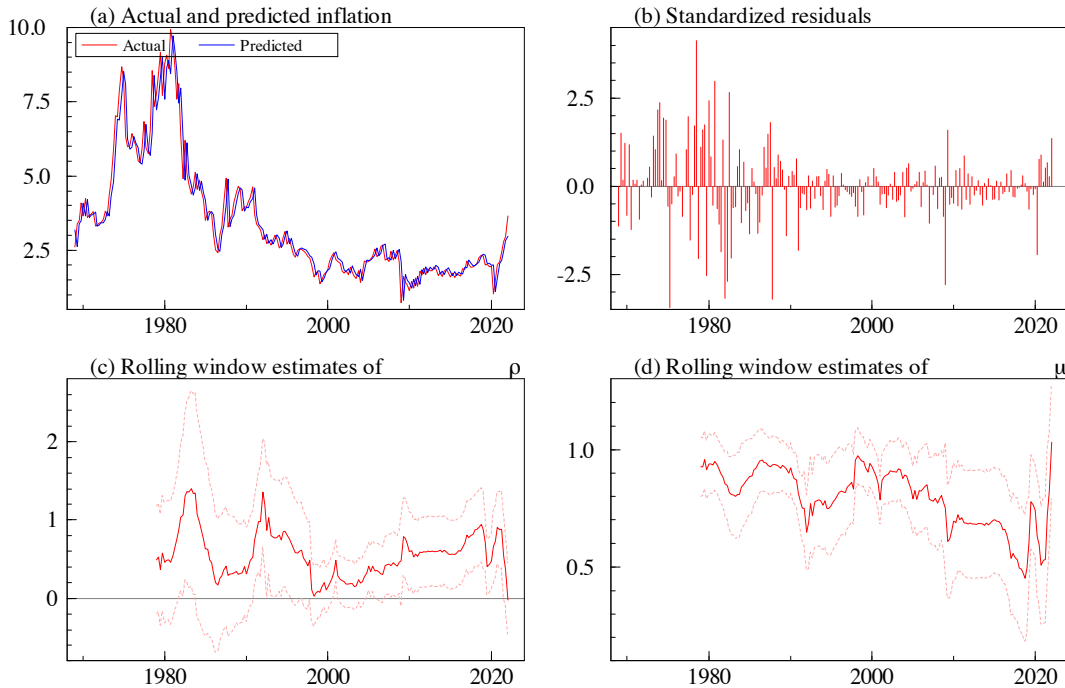 (a) Actual and predicted inflation
10.0
7.5
5.0
2.5
Actual Predicted
1980 2000 2020
(b) Standardized residuals
2.5
0.0
-2.5
1980 2000 2020
(c) Rolling window estimates of ρ
2
1
0
1980 2000 2020
(d) Rolling window estimates of μ
1.0
0.5
1980 2000 2020